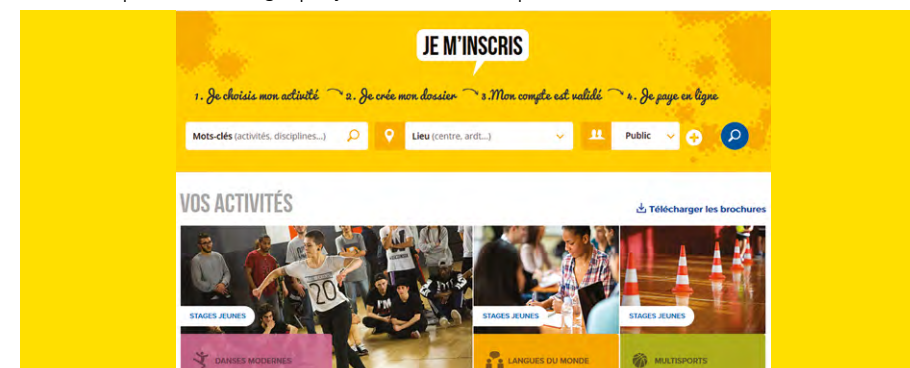 JE M'INSCRIS
1. Je choisis mon activité 2. Je crée mon dossier 3. Mon compte est validé 4. Je paye en ligne
Mots-clés (activités, disciplines...) Lieu (centre, ardt...) Public
VOS ACTIVITÉS
Télécharger les brochures
20
STAGES JEUNES STAGES JEUNES STAGES JEUNES
DANSES MODERNES LANGUES DU MONDE MULTISPORTS